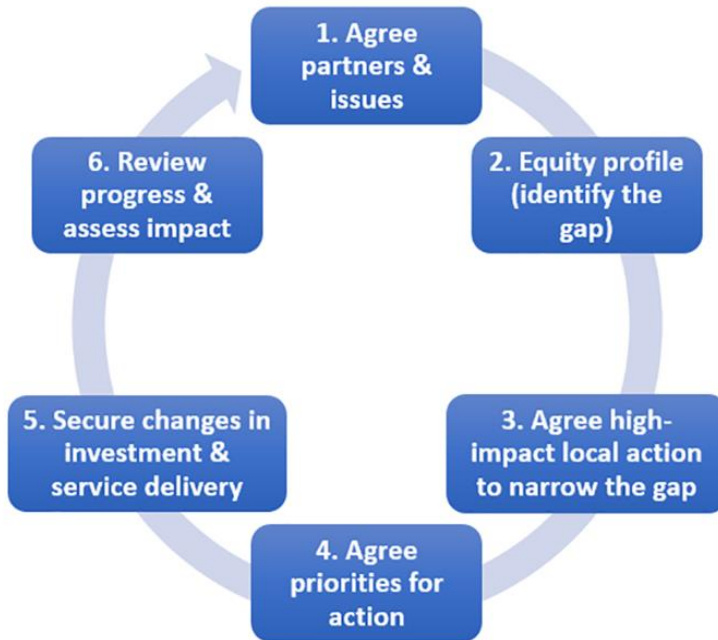 1. Agree
partners &
issues
2. Equity profile
(identify the
gap)
3. Agree high-
impact local action
to narrow the gap
4. Agree
priorities for
action
5. Secure changes in
investment &
service delivery
6. Review
progress &
assess impact